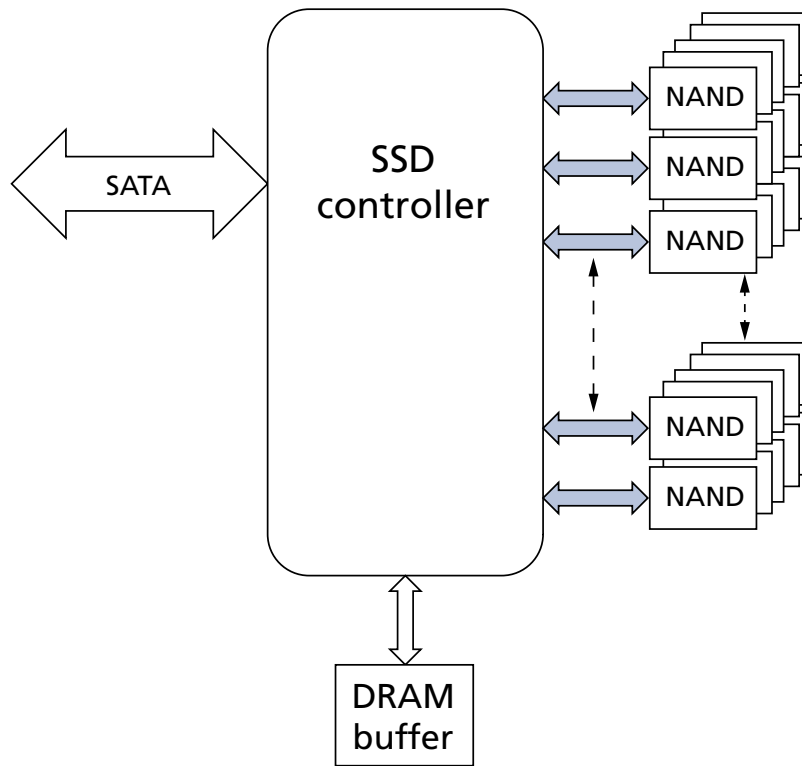 SATA
SSD
controller
NAND
NAND
NAND
NAND
NAND
DRAM
buffer